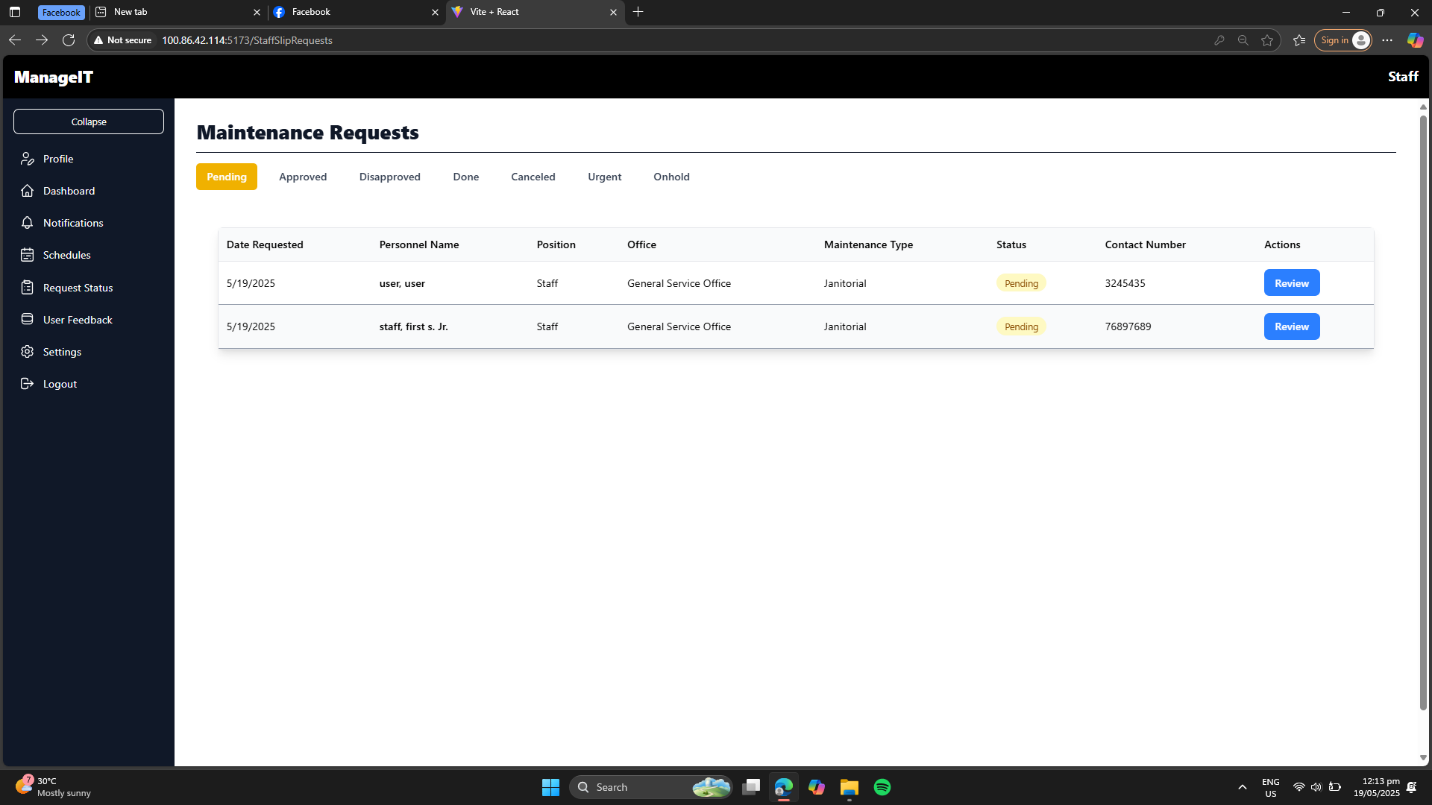 Facebook New tab Facebook Vite + React
Not secure 100.86.42.114:5173/StaffSlipRequests Sign in
ManageIT Staff
Collapse
Profile
Dashboard
Notifications
Schedules
Request Status
User Feedback
Settings
Logout
Maintenance Requests
Pending Approved Disapproved Done Canceled Urgent Onhold
Date Requested Personnel Name Position Office Maintenance Type Status Contact Number Actions
5/19/2025 user, user Staff General Service Office Janitorial Pending 3245435 Review
5/19/2025 staff, first s. Jr. Staff General Service Office Janitorial Pending 76897689 Review
7
30°C
Mostly sunny
Search
ENG
US
12:13 pm
19/05/2025